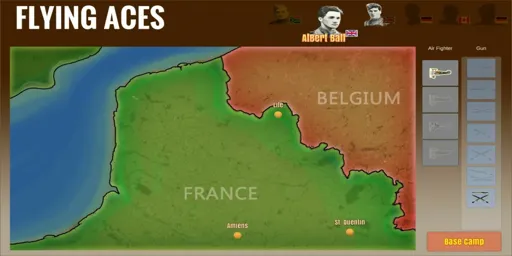 FLYING ACES
Albert Ball
Air Fighter
Gun
BELGIUM
Lille
FRANCE
Amiens
St. Quentin
Base Camp